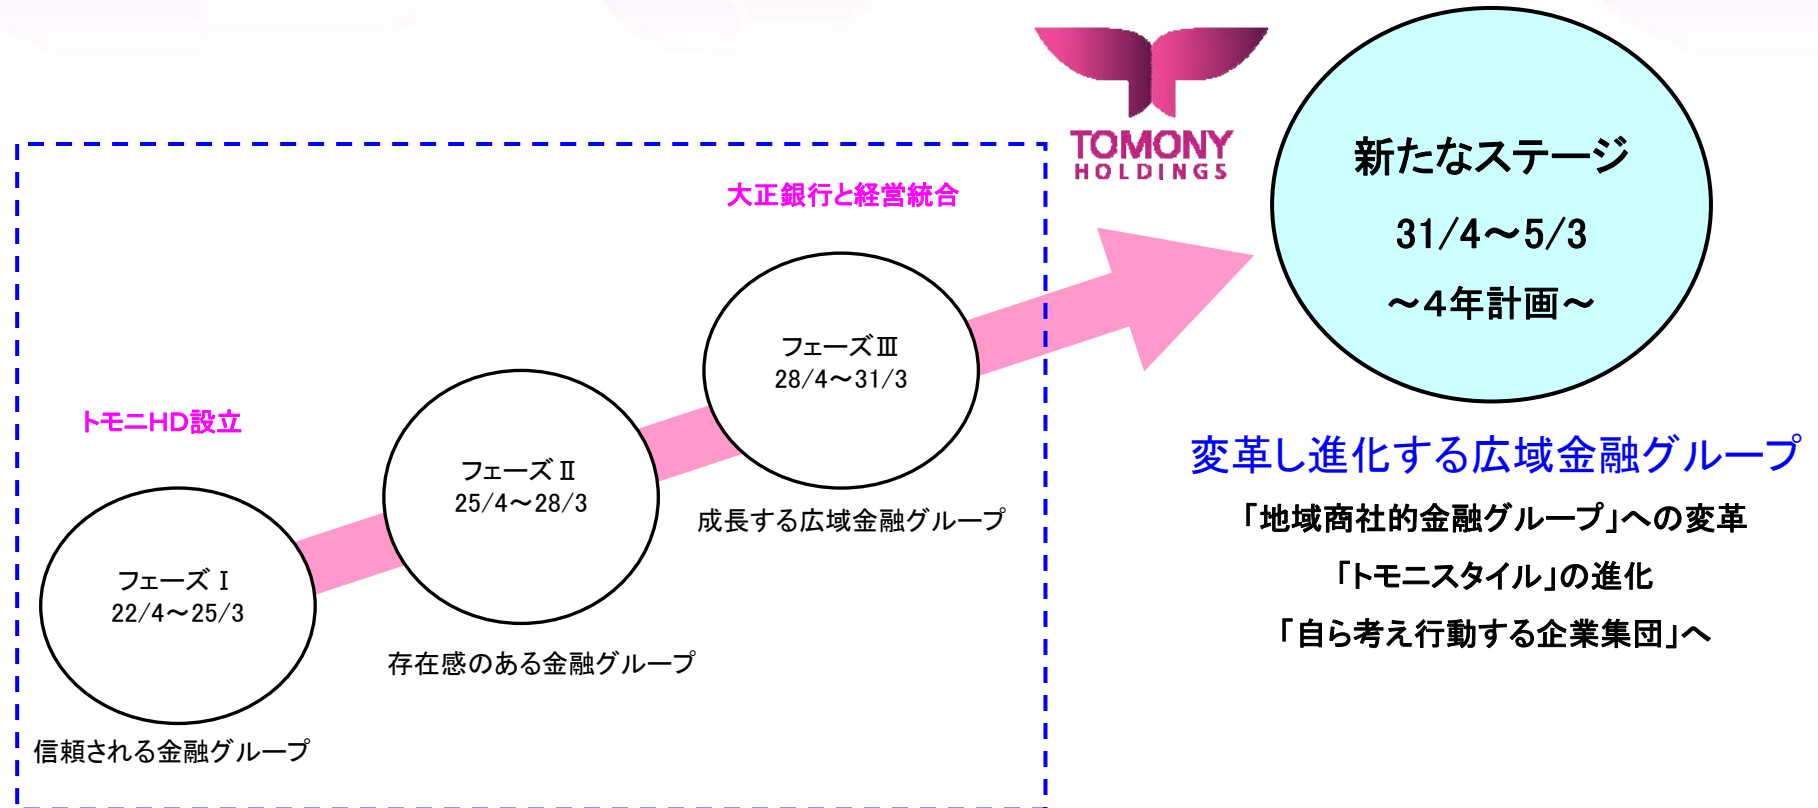 TOMONY
HOLDINGS
新たなステージ
31/4～5/3
～４年計画～
大正銀行と経営統合
フェーズⅢ
28/4～31/3
成長する広域金融グループ
トモニHD設立
フェーズⅡ
25/4～28/3
存在感のある金融グループ
フェーズⅠ
22/4～25/3
信頼される金融グループ
変革し進化する広域金融グループ
「地域商社的金融グループ」への変革
「トモニスタイル」の進化
「自ら考え行動する企業集団」へ